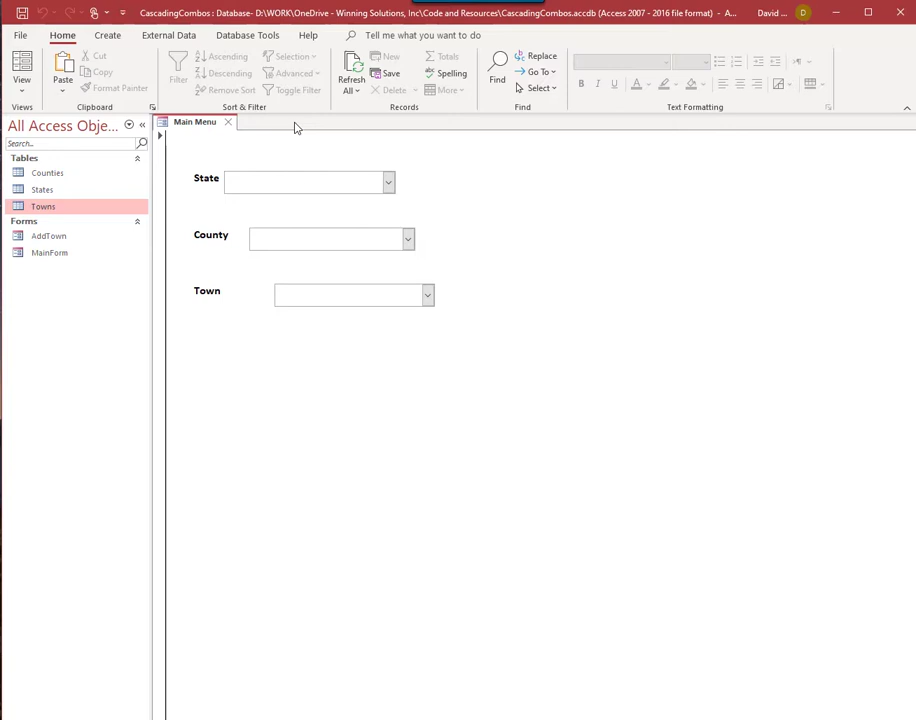 CascadingCombos : Database- D:\WORK\OneDrive - Winning Solutions, Inc\Code and Resources\CascadingCombos.accdb (Access 2007 - 2016 file format) - A... David ... D
File Home Create External Data Database Tools Help Tell me what you want to do
View
Views
Paste
Cut
Copy
Format Painter
Clipboard
Filter
Ascending
Descending
Remove Sort
Selection
Advanced
Toggle Filter
Sort & Filter
Refresh
All
New
Save
Delete
Totals
Spelling
More
Records
Find
Replace
Go To
Select
Find
B I U A
Text Formatting
All Access Obje...
Search...
Tables
Counties
States
Towns
Forms
AddTown
MainForm
Main Menu
State
County
Town